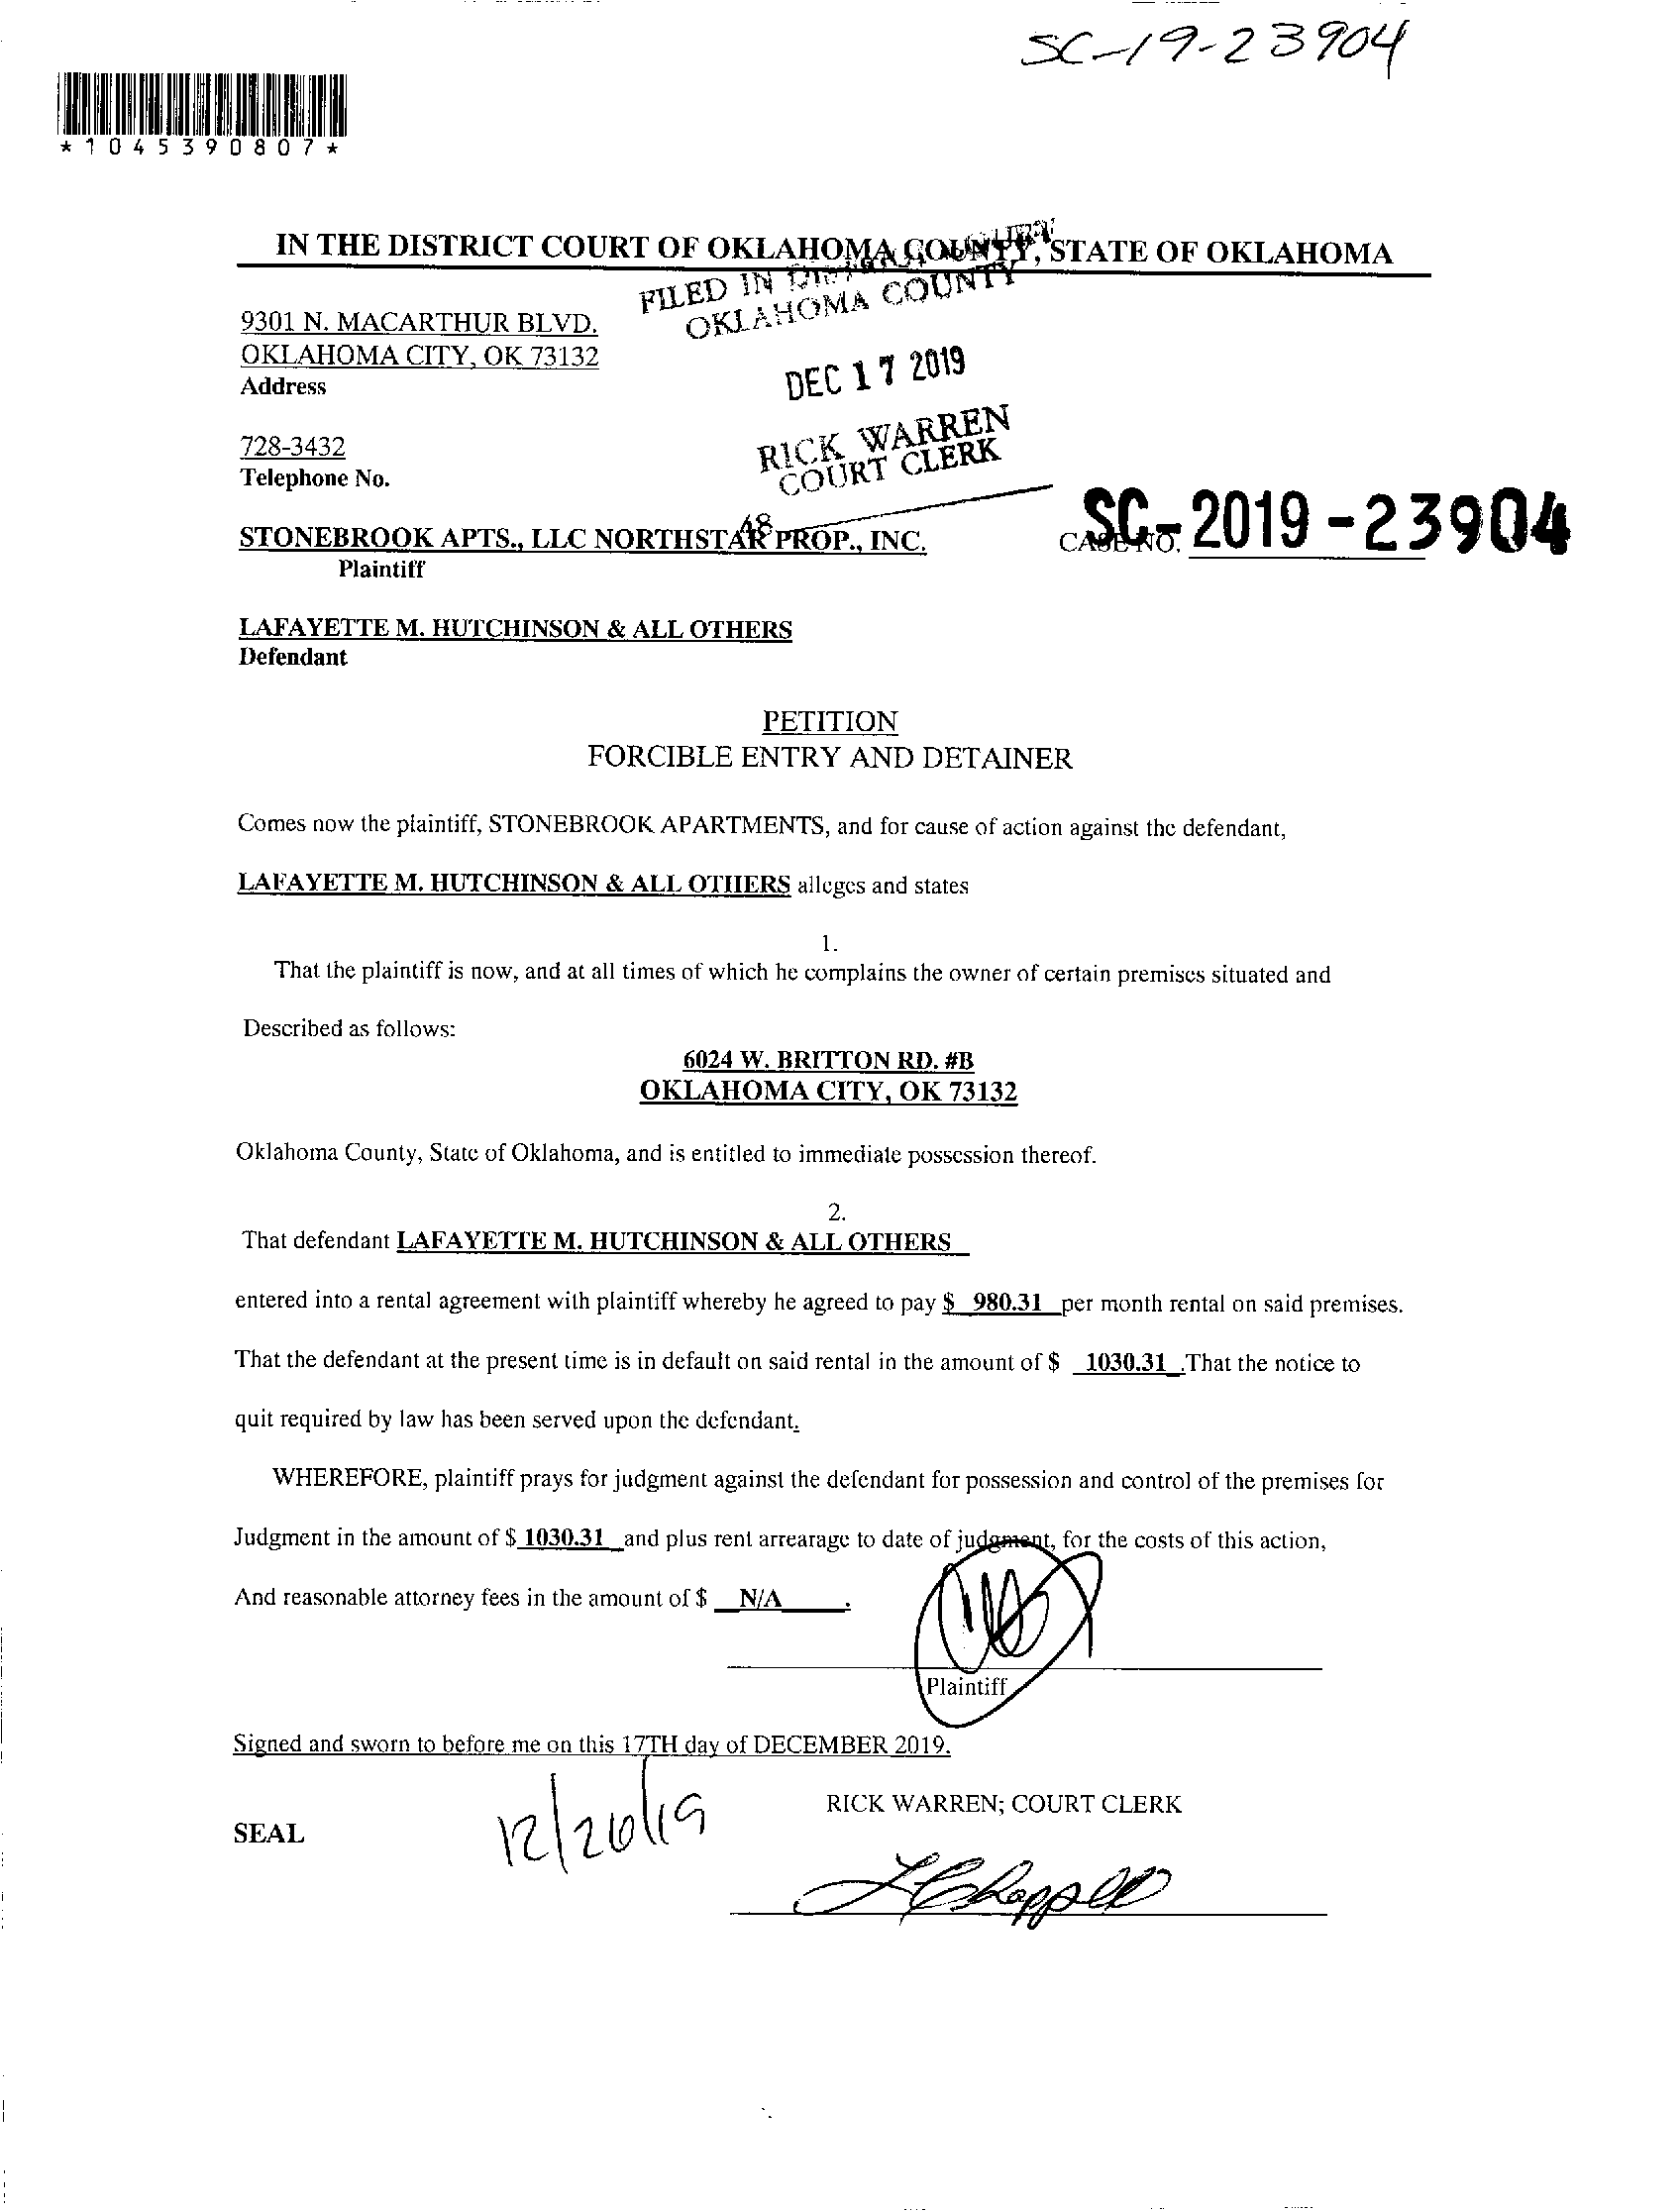 SC-19-23904
*1045390807*
IN THE DISTRICT COURT OF OKLAHOMA COUNTY, STATE OF OKLAHOMA
FILED IN
OKLAHOMA COUNTY
9301 N. MACARTHUR BLVD.
OKLAHOMA CITY, OK 73132
Address
DEC 17 2019
728-3432
Telephone No.
RICK WARREN
COURT CLERK
48
STONEBROOK APTS., LLC NORTHSTAR PROP., INC.
CASE NO. SC-2019-23904
Plaintiff
LAFAYETTE M. HUTCHINSON & ALL OTHERS
Defendant
PETITION
FORCIBLE ENTRY AND DETAINER
Comes now the plaintiff, STONEBROOK APARTMENTS, and for cause of action against the defendant,
LAFAYETTE M. HUTCHINSON & ALL OTHERS alleges and states
1.
That the plaintiff is now, and at all times of which he complains the owner of certain premises situated and
Described as follows:
6024 W. BRITTON RD. #B
OKLAHOMA CITY, OK 73132
Oklahoma County, State of Oklahoma, and is entitled to immediate possession thereof.
2.
That defendant LAFAYETTE M. HUTCHINSON & ALL OTHERS
entered into a rental agreement with plaintiff whereby he agreed to pay $ 980.31 per month rental on said premises.
That the defendant at the present time is in default on said rental in the amount of $ 1030.31 .That the notice to
quit required by law has been served upon the defendant.
WHEREFORE, plaintiff prays for judgment against the defendant for possession and control of the premises for
Judgment in the amount of $ 1030.31 and plus rent arrearage to date of judgment, for the costs of this action,
And reasonable attorney fees in the amount of $ N/A .
Plaintiff
Signed and sworn to before me on this 17TH day of DECEMBER 2019.
RICK WARREN; COURT CLERK
SEAL
12/26/19